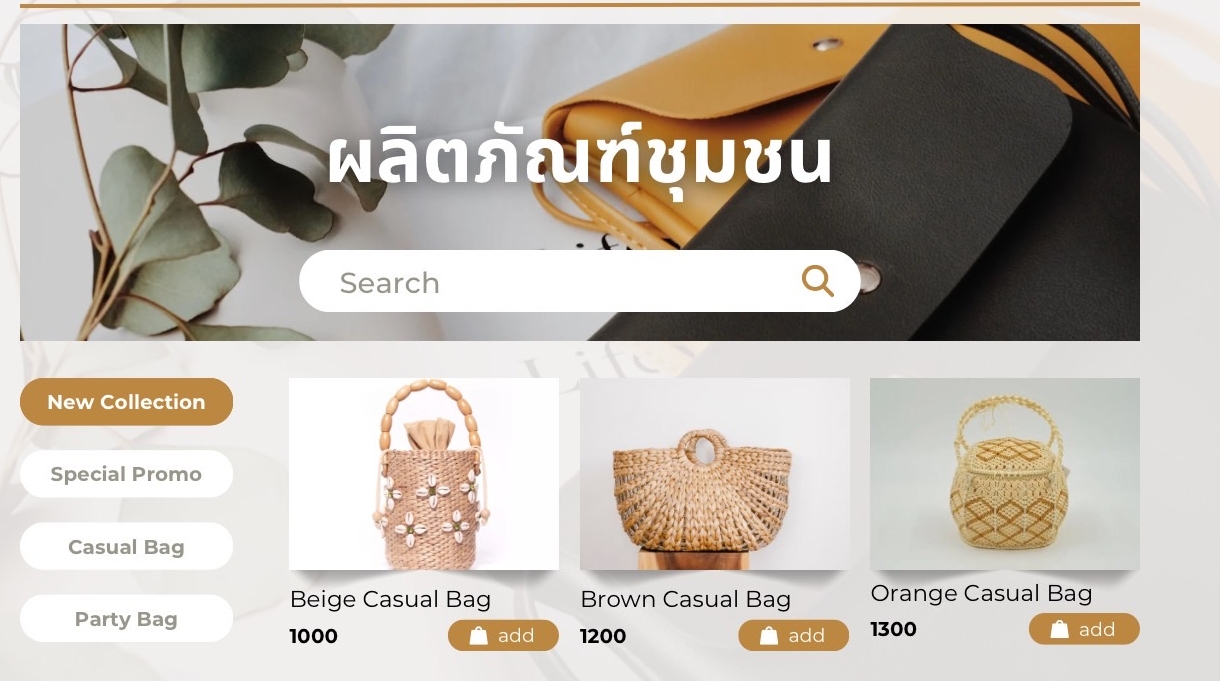 ผลิตภัณฑ์ชุมชน
Search
New Collection
Special Promo
Casual Bag
Party Bag
Beige Casual Bag
1000
add
Brown Casual Bag
1200
add
Orange Casual Bag
1300
add
Life